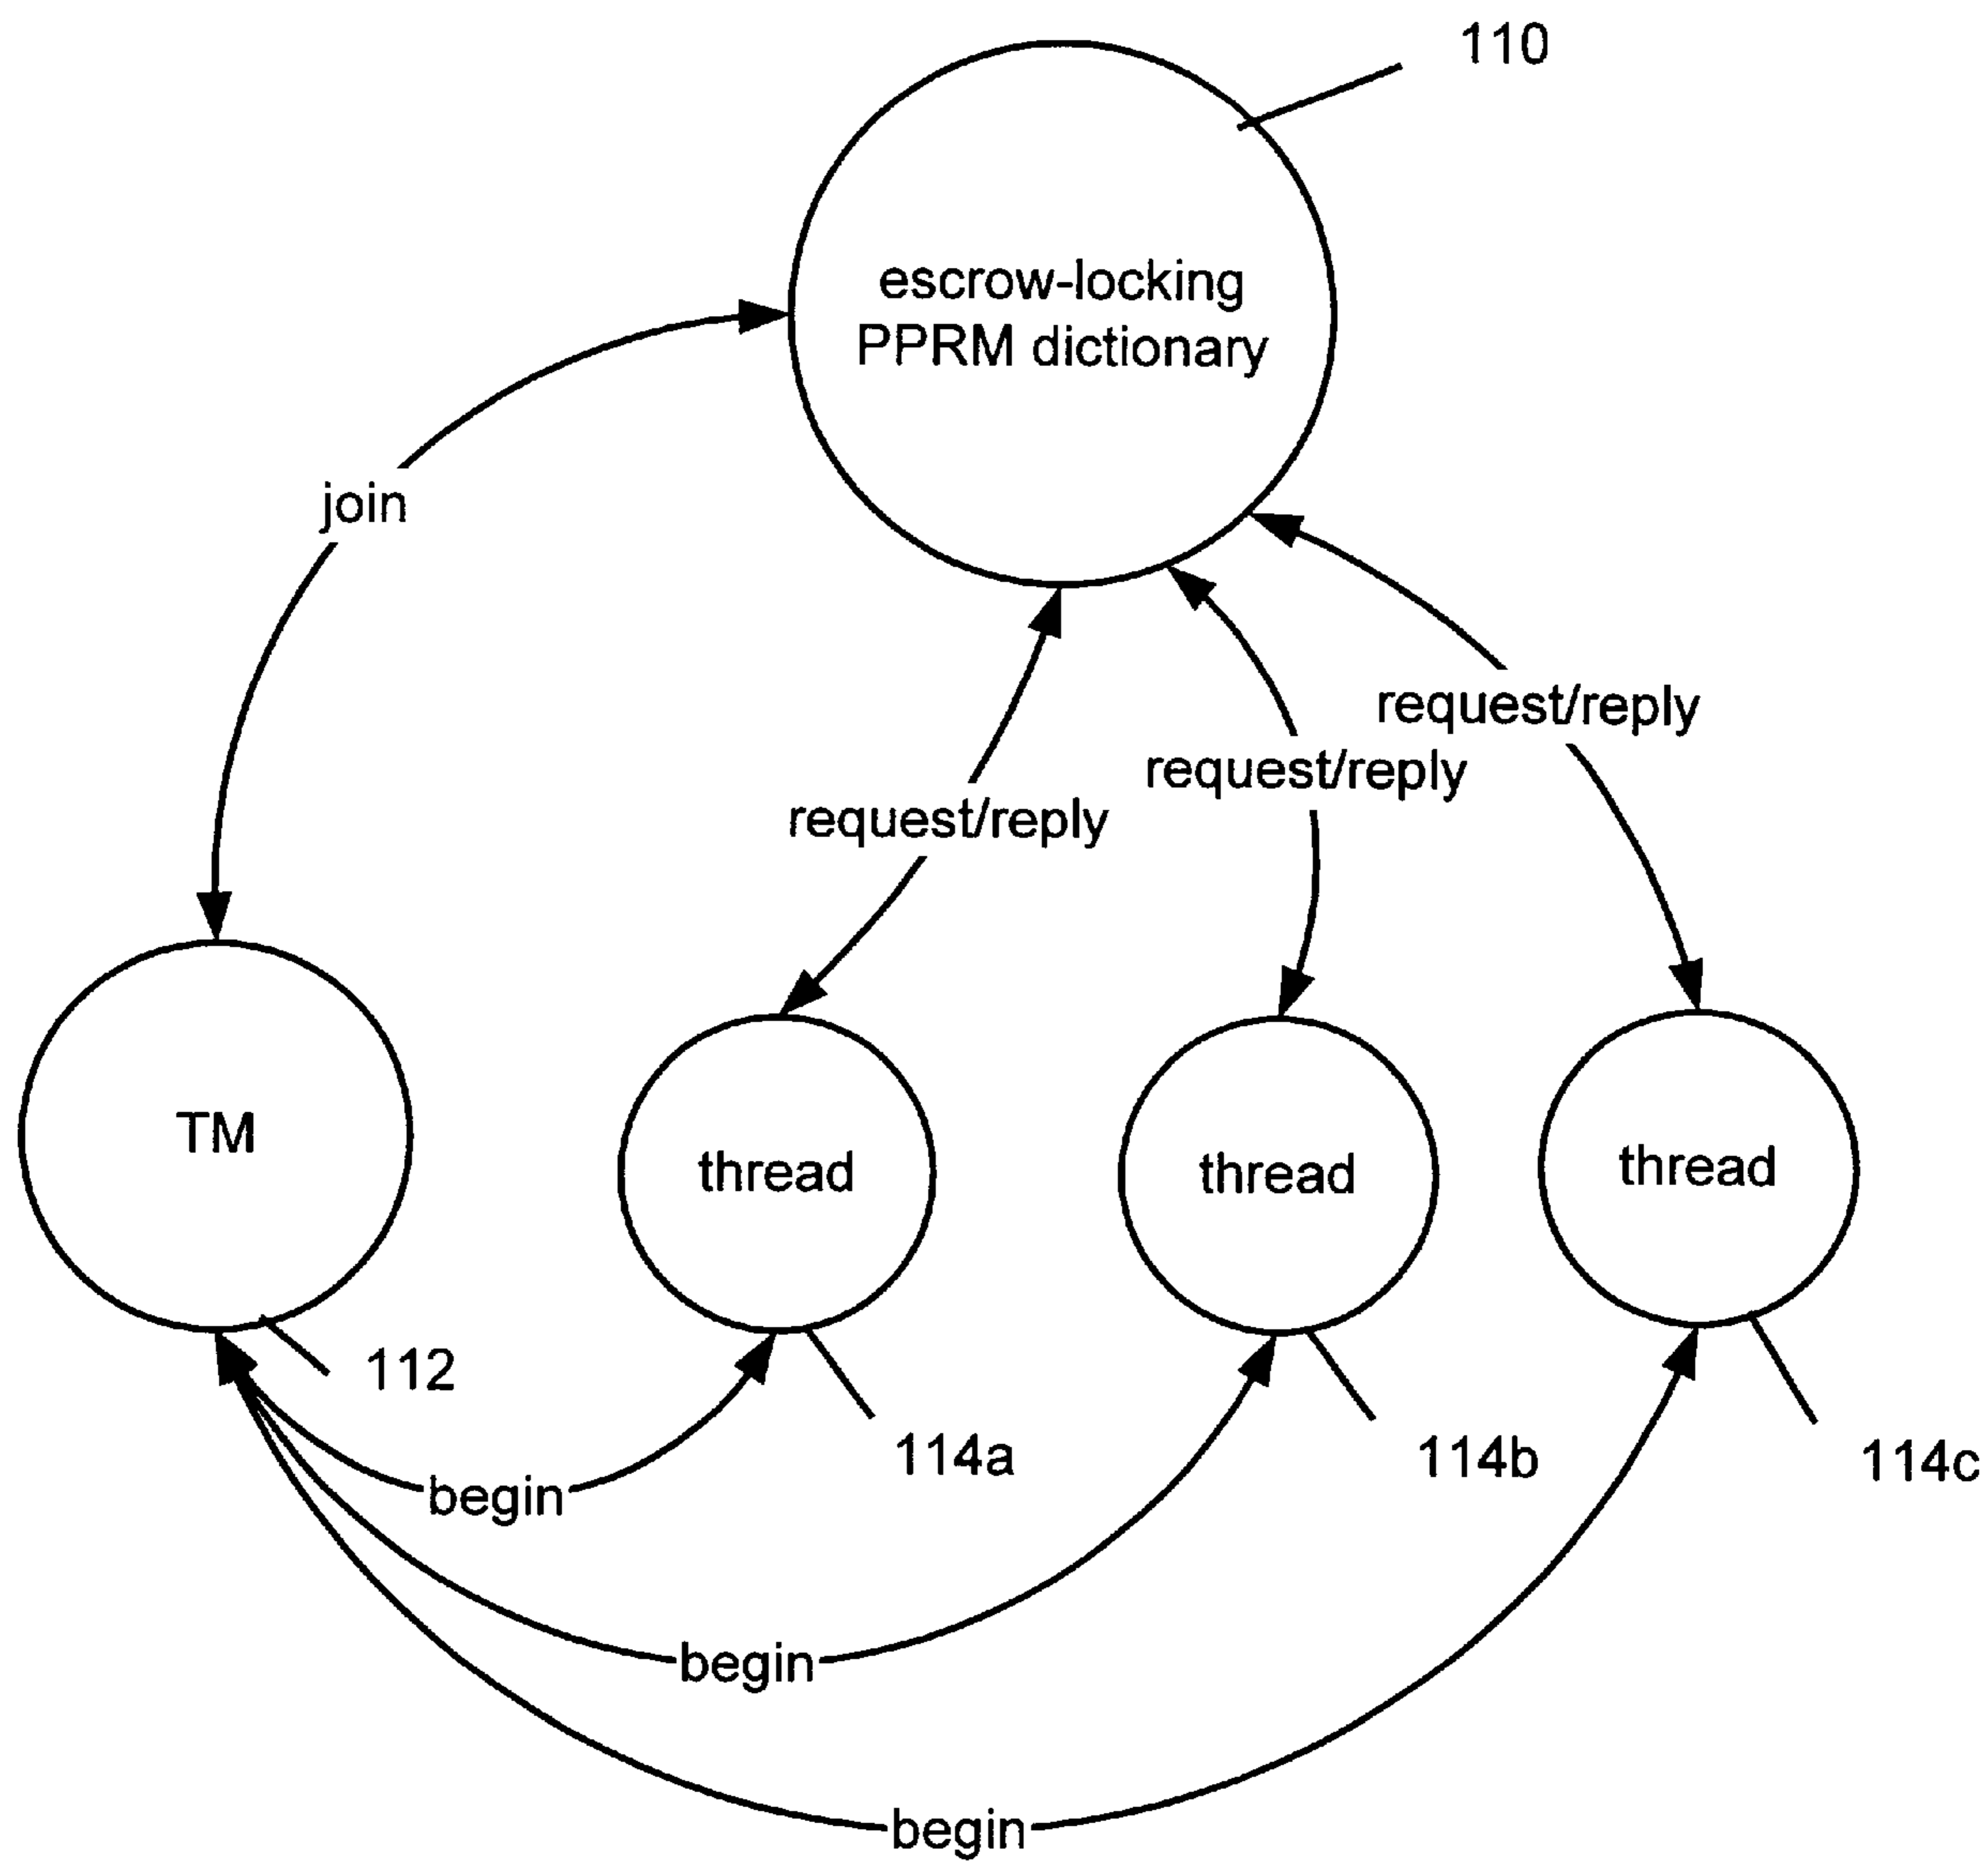 110
escrow-locking
PPRM dictionary
join
request/reply
request/reply
request/reply
TM
thread
thread
thread
112
114a
114b
114c
begin
begin
begin